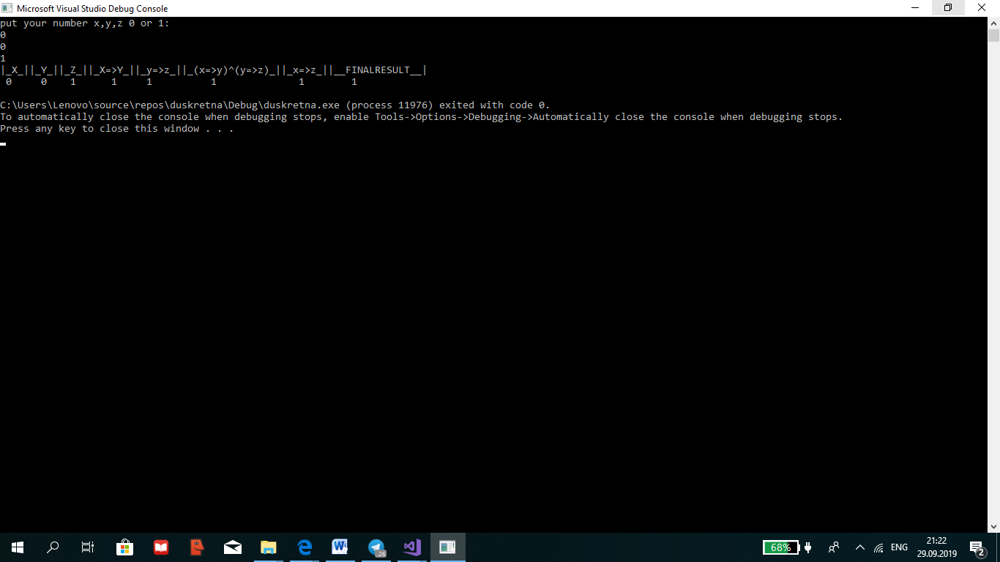 Microsoft Visual Studio Debug Console
put your number x,y,z 0 or 1:
0
0
1
|_X_||_Y_||_Z_||_X=>Y_||_y=>z_||_(x=>y)^(y=>z)_||_x=>z_||__FINALRESULT__|
0 0 1 1 1 1 1 1
C:\Users\Lenovo\source\repos\duskretna\Debug\duskretna.exe (process 11976) exited with code 0.
To automatically close the console when debugging stops, enable Tools->Options->Debugging->Automatically close the console when debugging stops.
Press any key to close this window . . .
68% ENG 21:22
29.09.2019
26
2